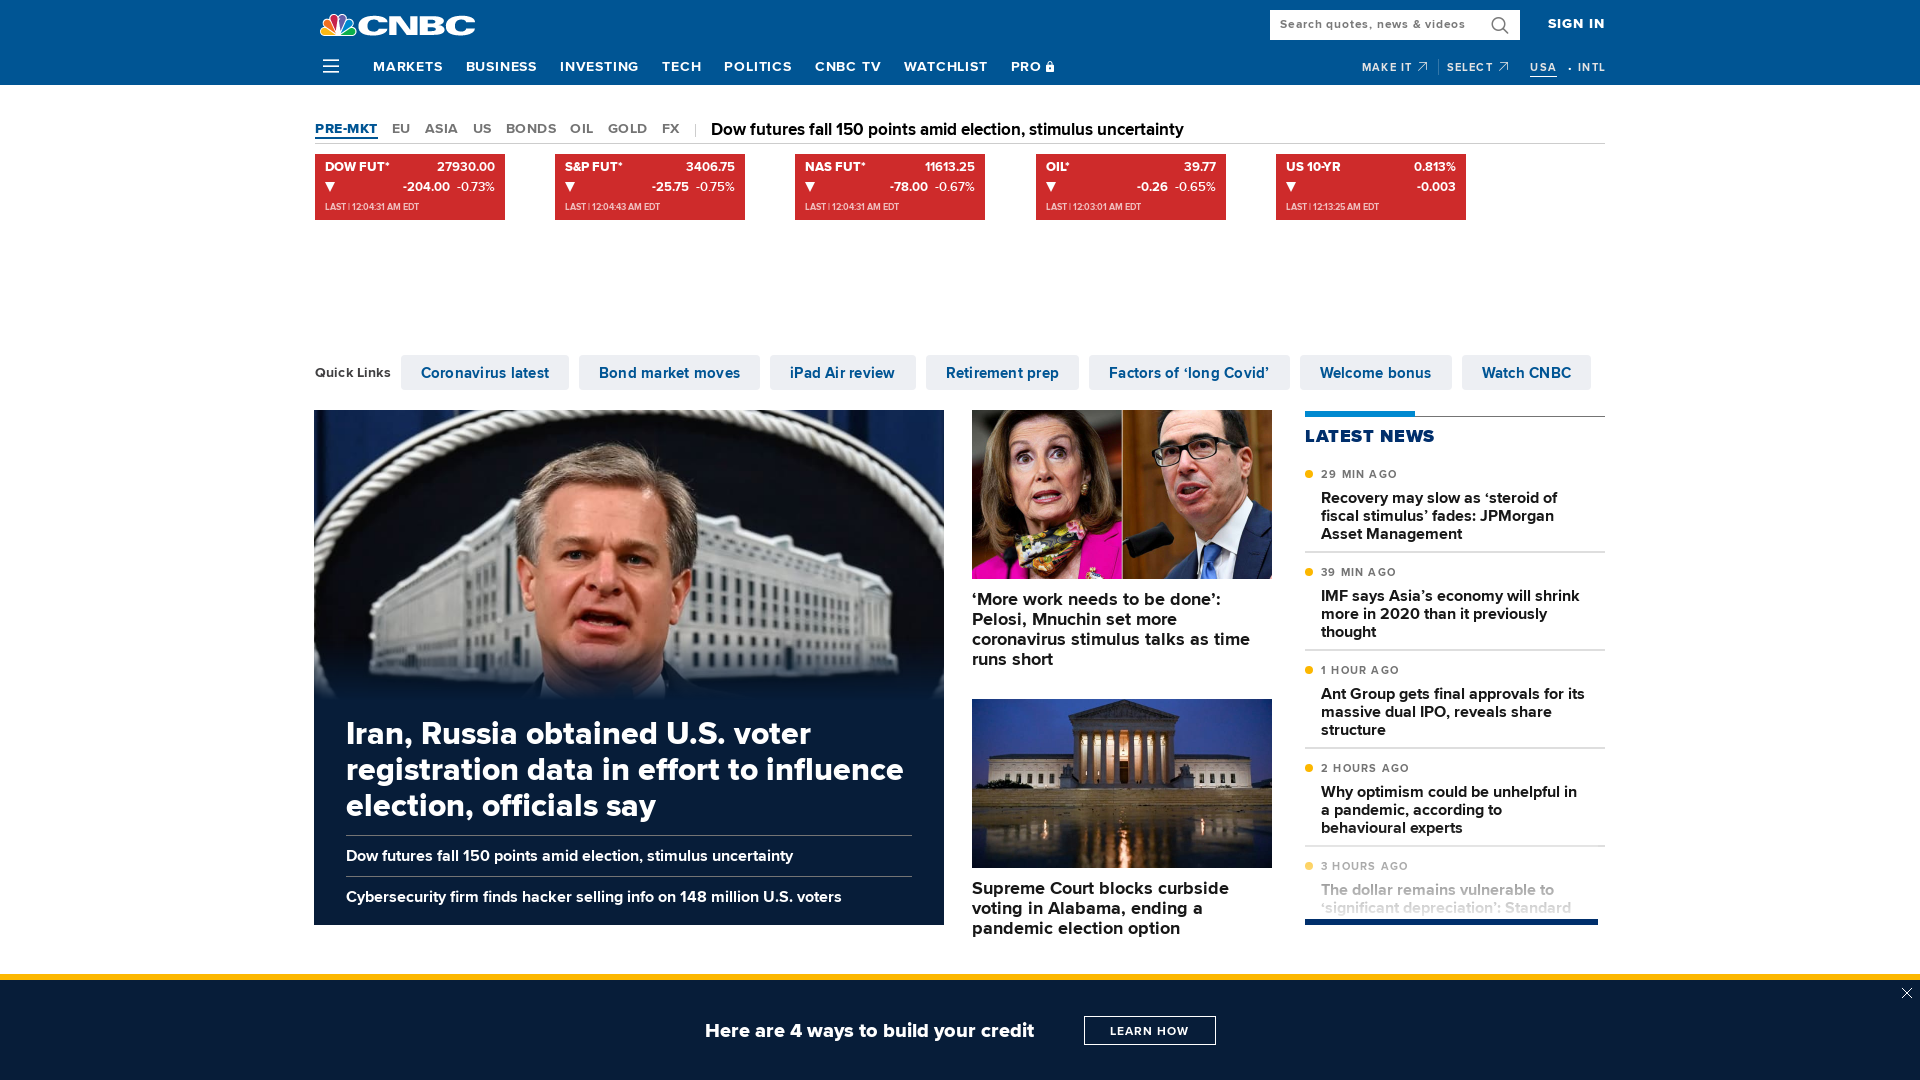 CNBC
Search quotes, news & videos
SIGN IN
MARKETS BUSINESS INVESTING TECH POLITICS CNBC TV WATCHLIST PRO
MAKE IT SELECT USA • INTL
PRE-MKT EU ASIA US BONDS OIL GOLD FX
Dow futures fall 150 points amid election, stimulus uncertainty
DOW FUT* 27930.00
-204.00 -0.73%
LAST | 12:04:31 AM EDT
S&P FUT* 3406.75
-25.75 -0.75%
LAST | 12:04:43 AM EDT
NAS FUT* 11613.25
-78.00 -0.67%
LAST | 12:04:31 AM EDT
OIL* 39.77
-0.26 -0.65%
LAST | 12:03:01 AM EDT
US 10-YR 0.813%
-0.003
LAST | 12:13:25 AM EDT
Quick Links
Coronavirus latest
Bond market moves
iPad Air review
Retirement prep
Factors of ‘long Covid’
Welcome bonus
Watch CNBC
Iran, Russia obtained U.S. voter
registration data in effort to influence
election, officials say
Dow futures fall 150 points amid election, stimulus uncertainty
Cybersecurity firm finds hacker selling info on 148 million U.S. voters
‘More work needs to be done’:
Pelosi, Mnuchin set more
coronavirus stimulus talks as time
runs short
Supreme Court blocks curbside
voting in Alabama, ending a
pandemic election option
LATEST NEWS
29 MIN AGO
Recovery may slow as ‘steroid of
fiscal stimulus’ fades: JPMorgan
Asset Management
39 MIN AGO
IMF says Asia’s economy will shrink
more in 2020 than it previously
thought
1 HOUR AGO
Ant Group gets final approvals for its
massive dual IPO, reveals share
structure
2 HOURS AGO
Why optimism could be unhelpful in
a pandemic, according to
behavioural experts
3 HOURS AGO
The dollar remains vulnerable to
‘significant depreciation’: Standard
Here are 4 ways to build your credit
LEARN HOW